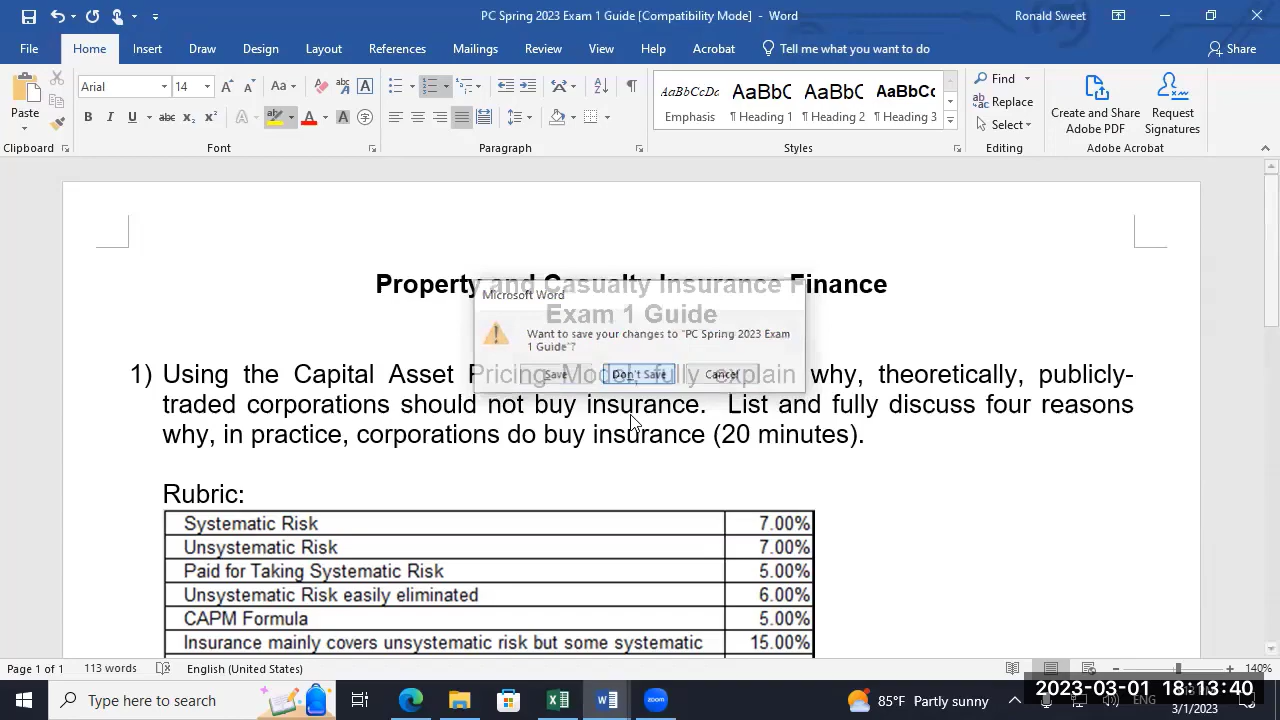 PC Spring 2023 Exam 1 Guide [Compatibility Mode] - Word
Ronald Sweet
File Home Insert Draw Design Layout References Mailings Review View Help Acrobat Tell me what you want to do Share
Paste
Clipboard
Arial 14
Font
Paragraph
AaBbCcDc AaBbC AaBbC AaBbCc
Emphasis ¶ Heading 1 ¶ Heading 2 ¶ Heading 3
Styles
Find
Replace
Select
Editing
Create and Share Adobe PDF
Request Signatures
Adobe Acrobat
Property and Casualty Insurance Finance
Exam 1 Guide
Microsoft Word
Want to save your changes to "PC Spring 2023 Exam
1 Guide"?
Save Don't Save Cancel
1) Using the Capital Asset Pricing Model, fully explain why, theoretically, publicly-
traded corporations should not buy insurance. List and fully discuss four reasons
why, in practice, corporations do buy insurance (20 minutes).
Rubric:
Systematic Risk 7.00%
Unsystematic Risk 7.00%
Paid for Taking Systematic Risk 5.00%
Unsystematic Risk easily eliminated 6.00%
CAPM Formula 5.00%
Insurance mainly covers unsystematic risk but some systematic 15.00%
Page 1 of 1 113 words English (United States) 140%
Type here to search
zoom
85°F Partly sunny
ENG
2023-03-01 18:13:40
3/1/2023